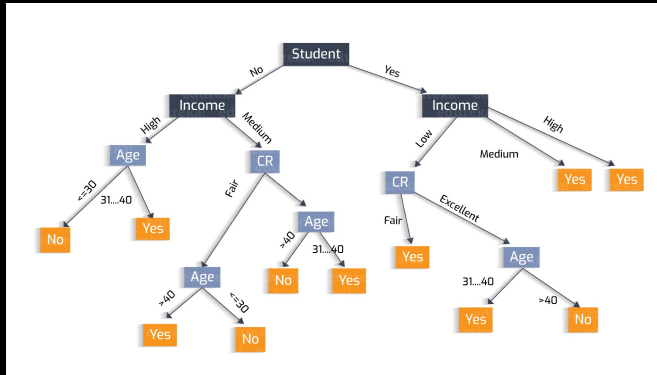 Student
No
Yes
Income
Income
High
Medium
Low
Medium
High
Age
CR
CR
Yes
Yes
<=30
31....40
Fair
Fair
Excellent
No
Yes
Age
>40
31....40
Yes
Age
Age
No
Yes
31....40
>40
>40
<=30
Yes
No
Yes
No